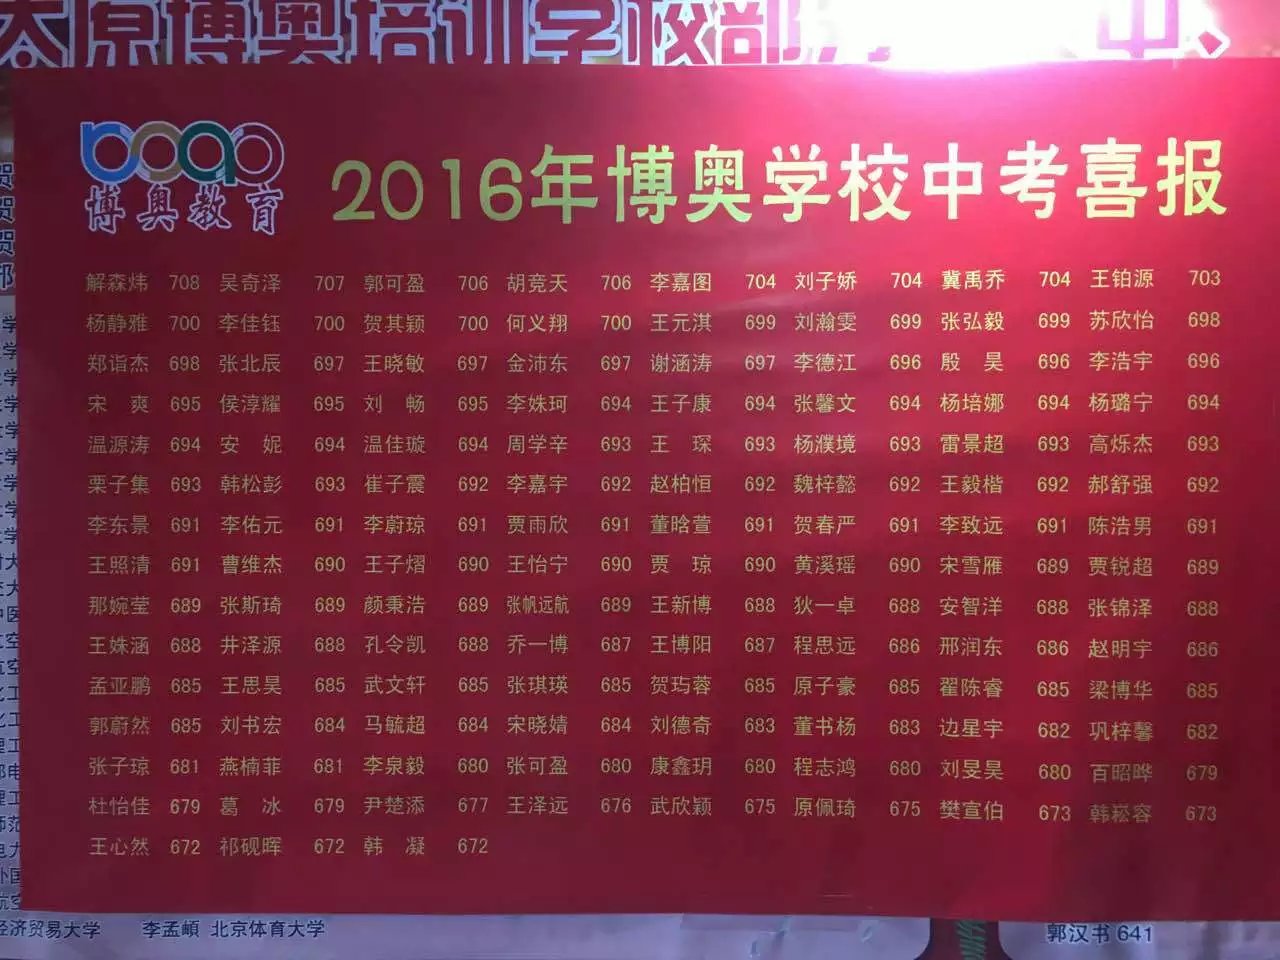 太原博奥培训学校部
中
bogo
博奥教育
2016年博奥学校中考喜报
解森炜 708 吴奇泽 707 郭可盈 706 胡竞天 706 李嘉图 704 刘子娇 704 冀禹乔 704 王铂源 703
杨静雅 700 李佳钰 700 贺其颖 700 何义翔 700 王元淇 699 刘瀚雯 699 张弘毅 699 苏欣怡 698
郑诣杰 698 张北辰 697 王晓敏 697 金沛东 697 谢涵涛 697 李德江 696 殷 昊 696 李浩宇 696
宋 爽 695 侯淳耀 695 刘 畅 695 李姝珂 694 王子康 694 张馨文 694 杨培娜 694 杨璐宁 694
温源涛 694 安 妮 694 温佳璇 694 周学辛 693 王 琛 693 杨濮境 693 雷景超 693 高烁杰 693
栗子集 693 韩松彭 693 崔子震 692 李嘉宇 692 赵柏恒 692 魏梓懿 692 王毅楷 692 郝舒强 692
李东景 691 李佑元 691 李蔚琼 691 贾雨欣 691 董晗萱 691 贺春严 691 李致远 691 陈浩男 691
王照清 691 曹维杰 690 王子熠 690 王怡宁 690 贾 琼 690 黄溪瑶 690 宋雪雁 689 贾锐超 689
那婉莹 689 张斯琦 689 颜秉浩 689 张帆远航 689 王新博 688 狄一卓 688 安智洋 688 张锦泽 688
王姝涵 688 井泽源 688 孔令凯 688 乔一博 687 王博阳 687 程思远 686 邢润东 686 赵明宇 686
孟亚鹏 685 王思昊 685 武文轩 685 张琪瑛 685 贺玙蓉 685 原子豪 685 翟陈睿 685 梁博华 685
郭蔚然 685 刘书宏 684 马毓超 684 宋晓婧 684 刘德奇 683 董书杨 683 边星宇 682 巩梓馨 682
张子琼 681 燕楠菲 681 李泉毅 680 张可盈 680 康鑫玥 680 程志鸿 680 刘旻昊 680 百昭晔 679
杜怡佳 679 葛 冰 679 尹楚添 677 王泽远 676 武欣颖 675 原佩琦 675 樊宣伯 673 韩崧容 673
王心然 672 祁砚晖 672 韩 凝 672
经济贸易大学 李孟頔 北京体育大学
郭汉书 641